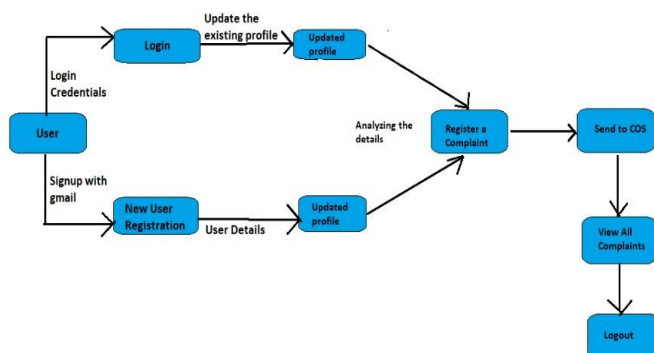 Update the
existing profile
Login
Updated
profile
Login
Credentials
User
Analyzing the
details
Register a
Complaint
Send to COS
Signup with
gmail
New User
Registration
User Details
Updated
profile
View All
Complaints
Logout